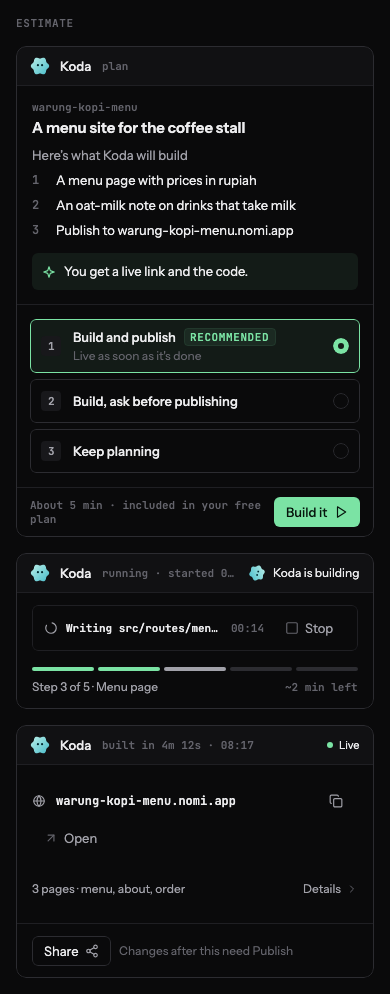 ESTIMATE
Koda plan
warung-kopi-menu
A menu site for the coffee stall
Here's what Koda will build
1 A menu page with prices in rupiah
2 An oat-milk note on drinks that take milk
3 Publish to warung-kopi-menu.nomi.app
You get a live link and the code.
1 Build and publish RECOMMENDED
Live as soon as it's done
2 Build, ask before publishing
3 Keep planning
About 5 min · included in your free
plan
Build it
Koda running · started 0… Koda is building
Writing src/routes/men… 00:14 Stop
Step 3 of 5 · Menu page ~2 min left
Koda built in 4m 12s · 08:17 Live
warung-kopi-menu.nomi.app
Open
3 pages · menu, about, order Details
Share Changes after this need Publish